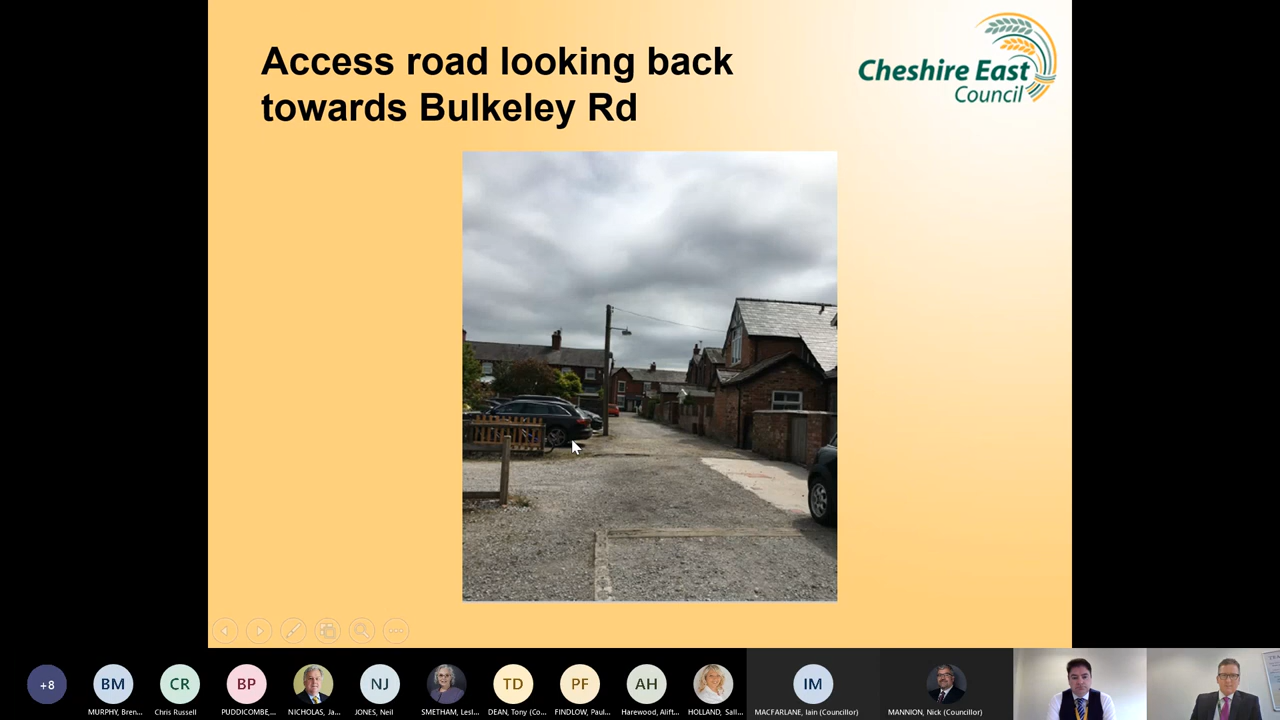 Access road looking back
towards Bulkeley Rd
Cheshire East
Council
+8
BM
CR
BP
NJ
TD
PF
AH
IM
MURPHY, Bren...
Chris Russell
PUDDICOMBE,...
NICHOLAS, Ja...
JONES, Neil
SMETHAM, Lesl...
DEAN, Tony (Co...
FINDLOW, Paul...
Harewood, Alift...
HOLLAND, Sall...
MACFARLANE, Iain (Councillor)
MANNION, Nick (Councillor)